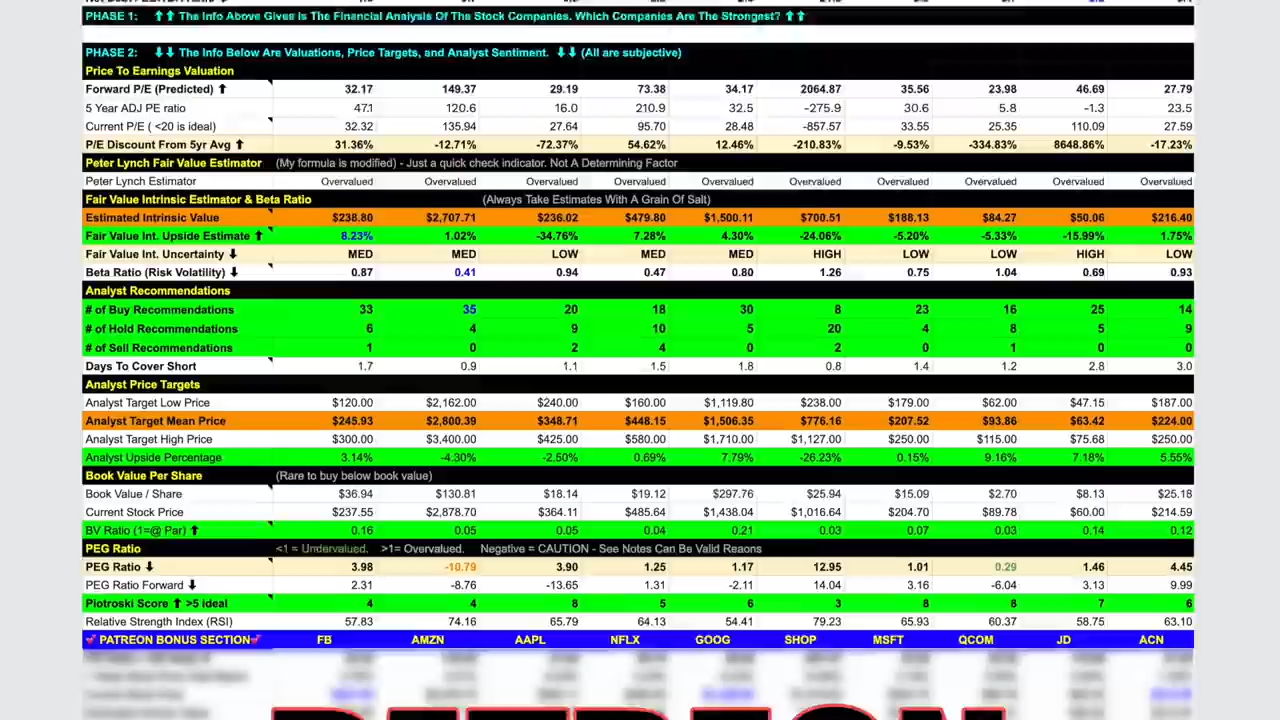 PHASE 1: ⬆⬆ The Info Above Gives Is The Financial Analysis Of The Stock Companies. Which Companies Are The Strongest? ⬆⬆
PHASE 2: ⬇⬇ The Info Below Are Valuations, Price Targets, and Analyst Sentiment. ⬇⬇ (All are subjective)
Price To Earnings Valuation
Forward P/E (Predicted) ⬆ 32.17 149.37 29.19 73.38 34.17 2064.87 35.56 23.98 46.69 27.79
5 Year ADJ PE ratio 47.1 120.6 16.0 210.9 32.5 -275.9 30.6 5.8 -1.3 23.5
Current P/E ( <20 is ideal) 32.32 135.94 27.64 95.70 28.48 -857.57 33.55 25.35 110.09 27.59
P/E Discount From 5yr Avg ⬆ 31.36% -12.71% -72.37% 54.62% 12.46% -210.83% -9.53% -334.83% 8648.86% -17.23%
Peter Lynch Fair Value Estimator (My formula is modified) - Just a quick check indicator. Not A Determining Factor
Peter Lynch Estimator Overvalued Overvalued Overvalued Overvalued Overvalued Overvalued Overvalued Overvalued Overvalued Overvalued
Fair Value Intrinsic Estimator & Beta Ratio (Always Take Estimates With A Grain Of Salt)
Estimated Intrinsic Value $238.80 $2,707.71 $236.02 $479.80 $1,500.11 $700.51 $188.13 $84.27 $50.06 $216.40
Fair Value Int. Upside Estimate ⬆ 8.23% 1.02% -34.76% 7.28% 4.30% -24.06% -5.20% -5.33% -15.99% 1.75%
Fair Value Int. Uncertainty ⬇ MED MED LOW MED MED HIGH LOW LOW HIGH LOW
Beta Ratio (Risk Volatility) ⬇ 0.87 0.41 0.94 0.47 0.80 1.26 0.75 1.04 0.69 0.93
Analyst Recommendations
# of Buy Recommendations 33 35 20 18 30 8 23 16 25 14
# of Hold Recommendations 6 4 9 10 5 20 4 8 5 9
# of Sell Recommendations 1 0 2 4 0 2 0 1 0 0
Days To Cover Short 1.7 0.9 1.1 1.5 1.8 0.8 1.4 1.2 2.8 3.0
Analyst Price Targets
Analyst Target Low Price $120.00 $2,162.00 $240.00 $160.00 $1,119.80 $238.00 $179.00 $62.00 $47.15 $187.00
Analyst Target Mean Price $245.93 $2,800.39 $348.71 $448.15 $1,506.35 $776.16 $207.52 $93.86 $63.42 $224.00
Analyst Target High Price $300.00 $3,400.00 $425.00 $580.00 $1,710.00 $1,127.00 $250.00 $115.00 $75.68 $250.00
Analyst Upside Percentage 3.14% -4.30% -2.50% 0.69% 7.79% -26.23% 0.15% 9.16% 7.18% 5.55%
Book Value Per Share (Rare to buy below book value)
Book Value / Share $36.94 $130.81 $18.14 $19.12 $297.76 $25.94 $15.09 $2.70 $8.13 $25.18
Current Stock Price $237.55 $2,878.70 $364.11 $485.64 $1,438.04 $1,016.64 $204.70 $89.78 $60.00 $214.59
BV Ratio (1=@ Par) ⬆ 0.16 0.05 0.05 0.04 0.21 0.03 0.07 0.03 0.14 0.12
PEG Ratio <1 = Undervalued. >1= Overvalued. Negative = CAUTION - See Notes Can Be Valid Reaons
PEG Ratio ⬇ 3.98 -10.79 3.90 1.25 1.17 12.95 1.01 0.29 1.46 4.45
PEG Ratio Forward ⬇ 2.31 -8.76 -13.65 1.31 -2.11 14.04 3.16 -6.04 3.13 9.99
Piotroski Score ⬆ >5 ideal 4 4 8 5 6 3 8 8 7 6
Relative Strength Index (RSI) 57.83 74.16 65.79 64.13 54.41 79.23 65.93 60.37 58.75 63.10
PATREON BONUS SECTION FB AMZN AAPL NFLX GOOG SHOP MSFT QCOM JD ACN